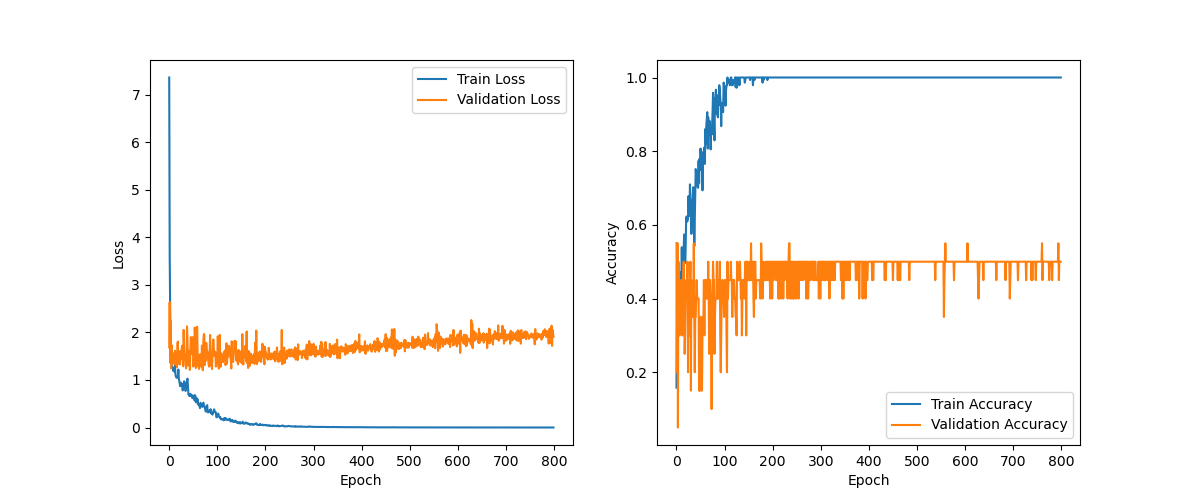 Train Loss
Validation Loss
7
6
5
4
3
2
1
0
Loss
0 100 200 300 400 500 600 700 800
Epoch
1.0
0.8
0.6
0.4
0.2
Accuracy
Train Accuracy
Validation Accuracy
0 100 200 300 400 500 600 700 800
Epoch